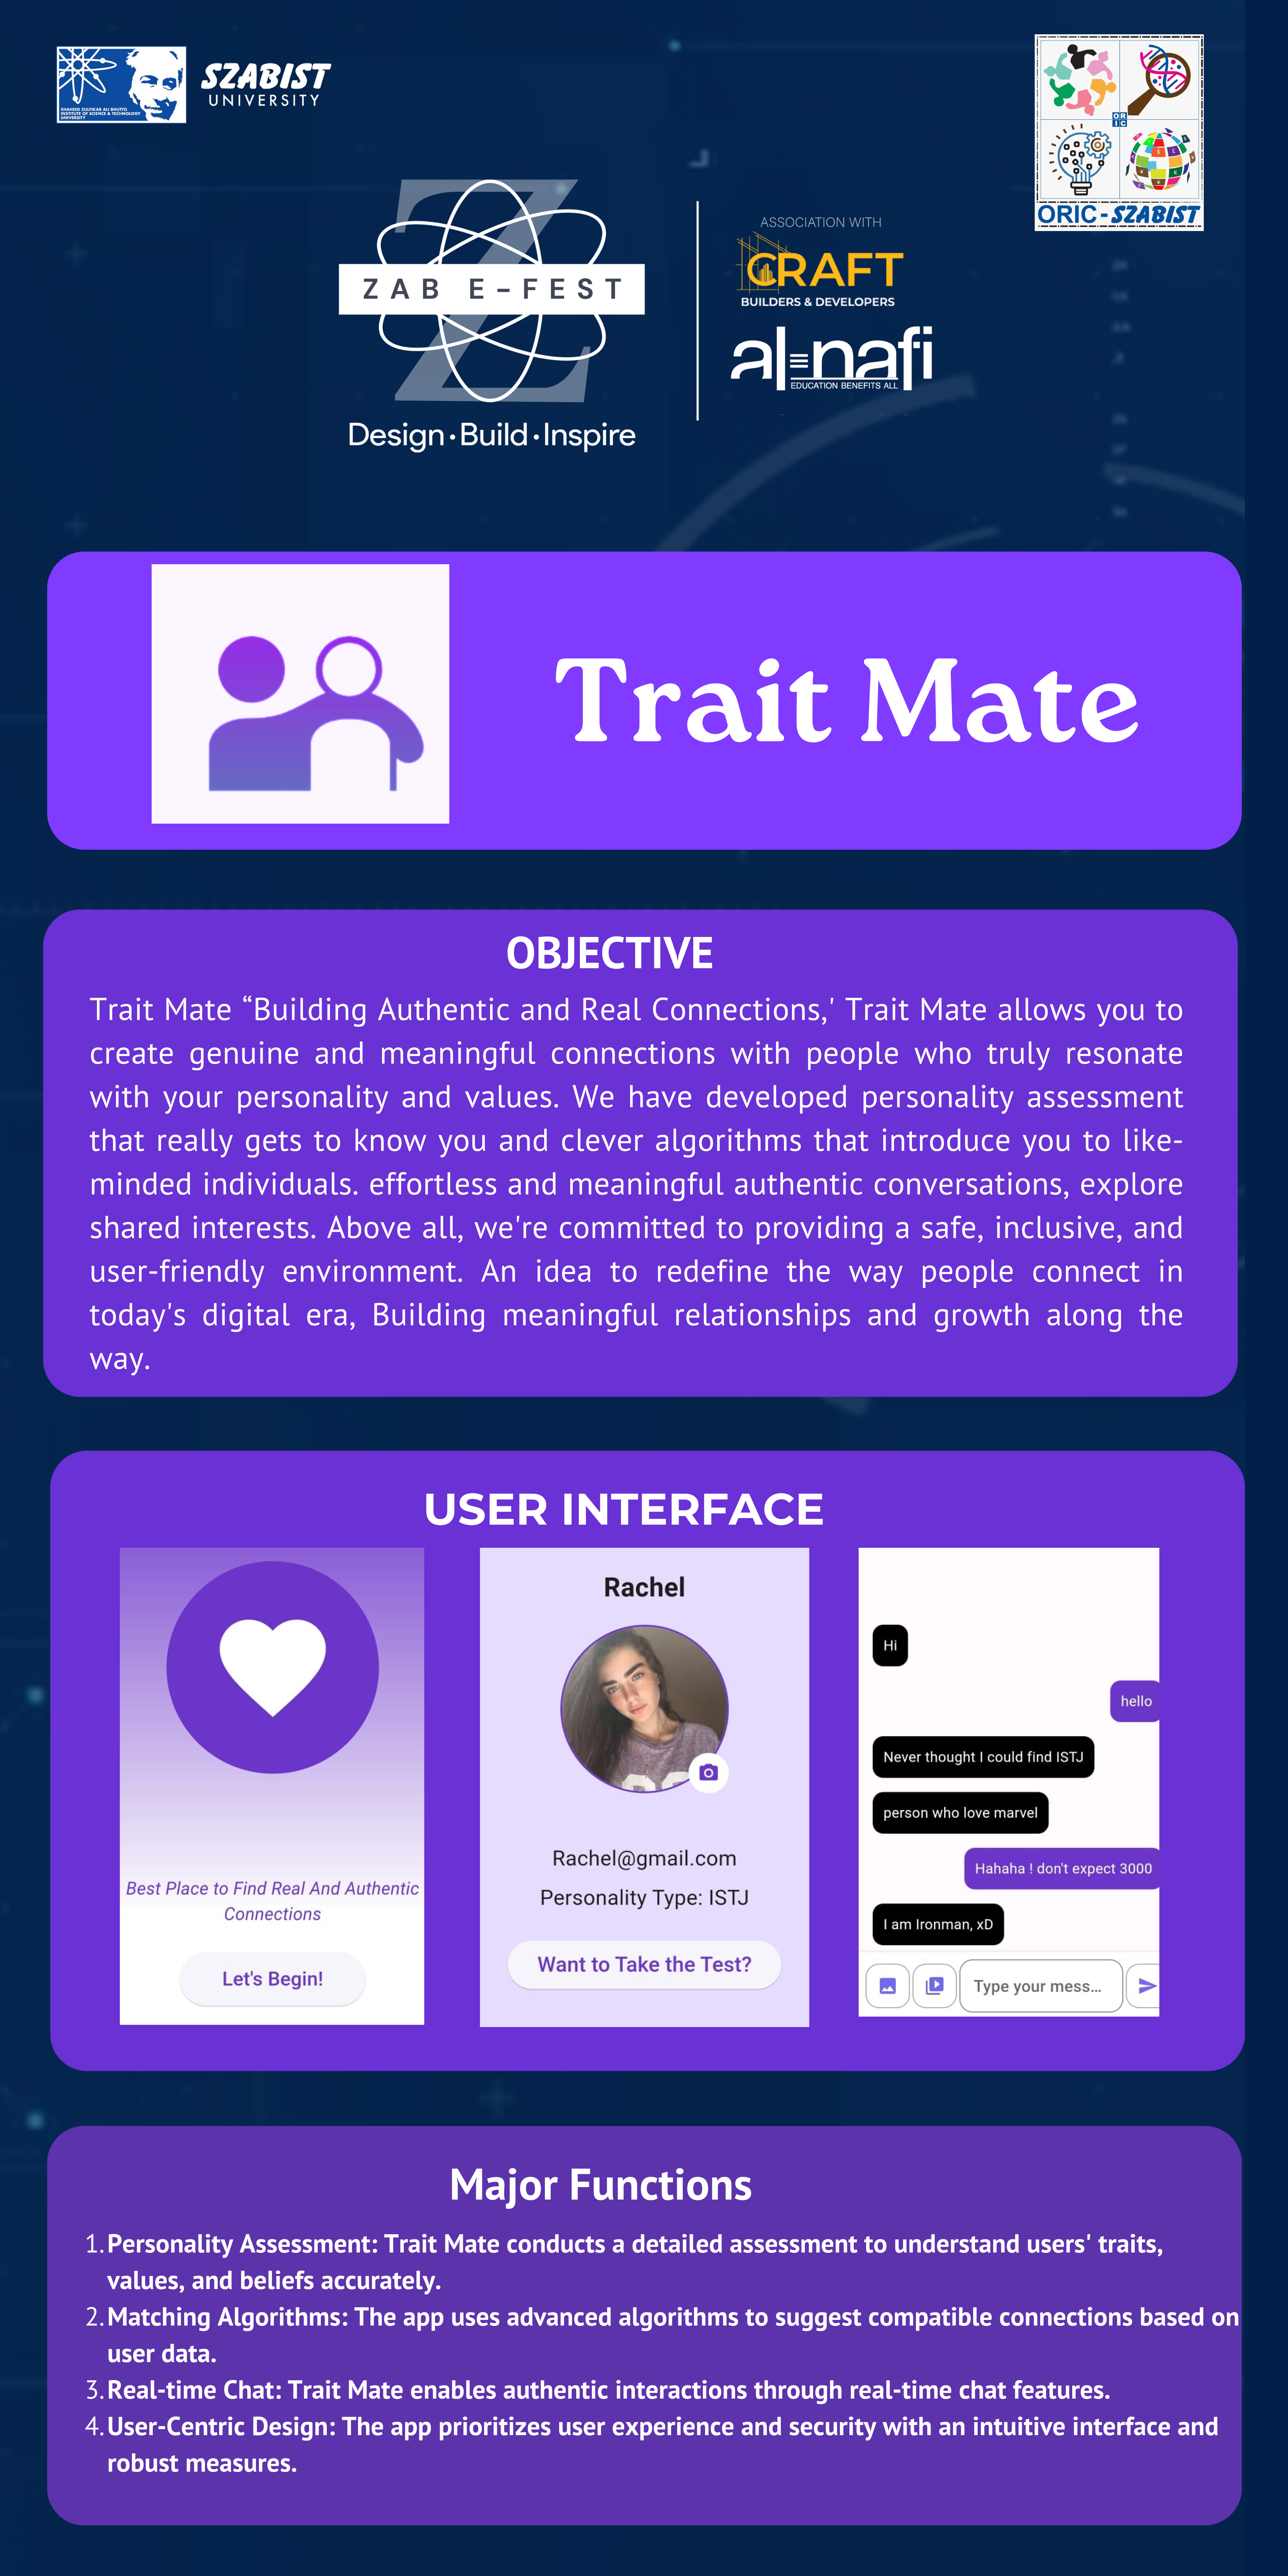 SHAHEED ZULFIKAR ALI BHUTTO
INSTITUTE OF SCIENCE & TECHNOLOGY
UNIVERSITY
SZABIST
UNIVERSITY
OR
IC
ORIC - SZABIST
ZAB E-FEST
Design · Build · Inspire
ASSOCIATION WITH
CRAFT
BUILDERS & DEVELOPERS
al-nafi
EDUCATION BENEFITS ALL
Trait Mate
OBJECTIVE
Trait Mate “Building Authentic and Real Connections,' Trait Mate allows you to
create genuine and meaningful connections with people who truly resonate
with your personality and values. We have developed personality assessment
that really gets to know you and clever algorithms that introduce you to like-
minded individuals. effortless and meaningful authentic conversations, explore
shared interests. Above all, we're committed to providing a safe, inclusive, and
user-friendly environment. An idea to redefine the way people connect in
today's digital era, Building meaningful relationships and growth along the
way.
USER INTERFACE
Best Place to Find Real And Authentic
Connections
Let's Begin!
Rachel
Rachel@gmail.com
Personality Type: ISTJ
Want to Take the Test?
Hi
hello
Never thought I could find ISTJ
person who love marvel
Hahaha ! don't expect 3000
I am Ironman, xD
Type your mess...
Major Functions
1. Personality Assessment: Trait Mate conducts a detailed assessment to understand users' traits,
values, and beliefs accurately.
2. Matching Algorithms: The app uses advanced algorithms to suggest compatible connections based on
user data.
3. Real-time Chat: Trait Mate enables authentic interactions through real-time chat features.
4. User-Centric Design: The app prioritizes user experience and security with an intuitive interface and
robust measures.